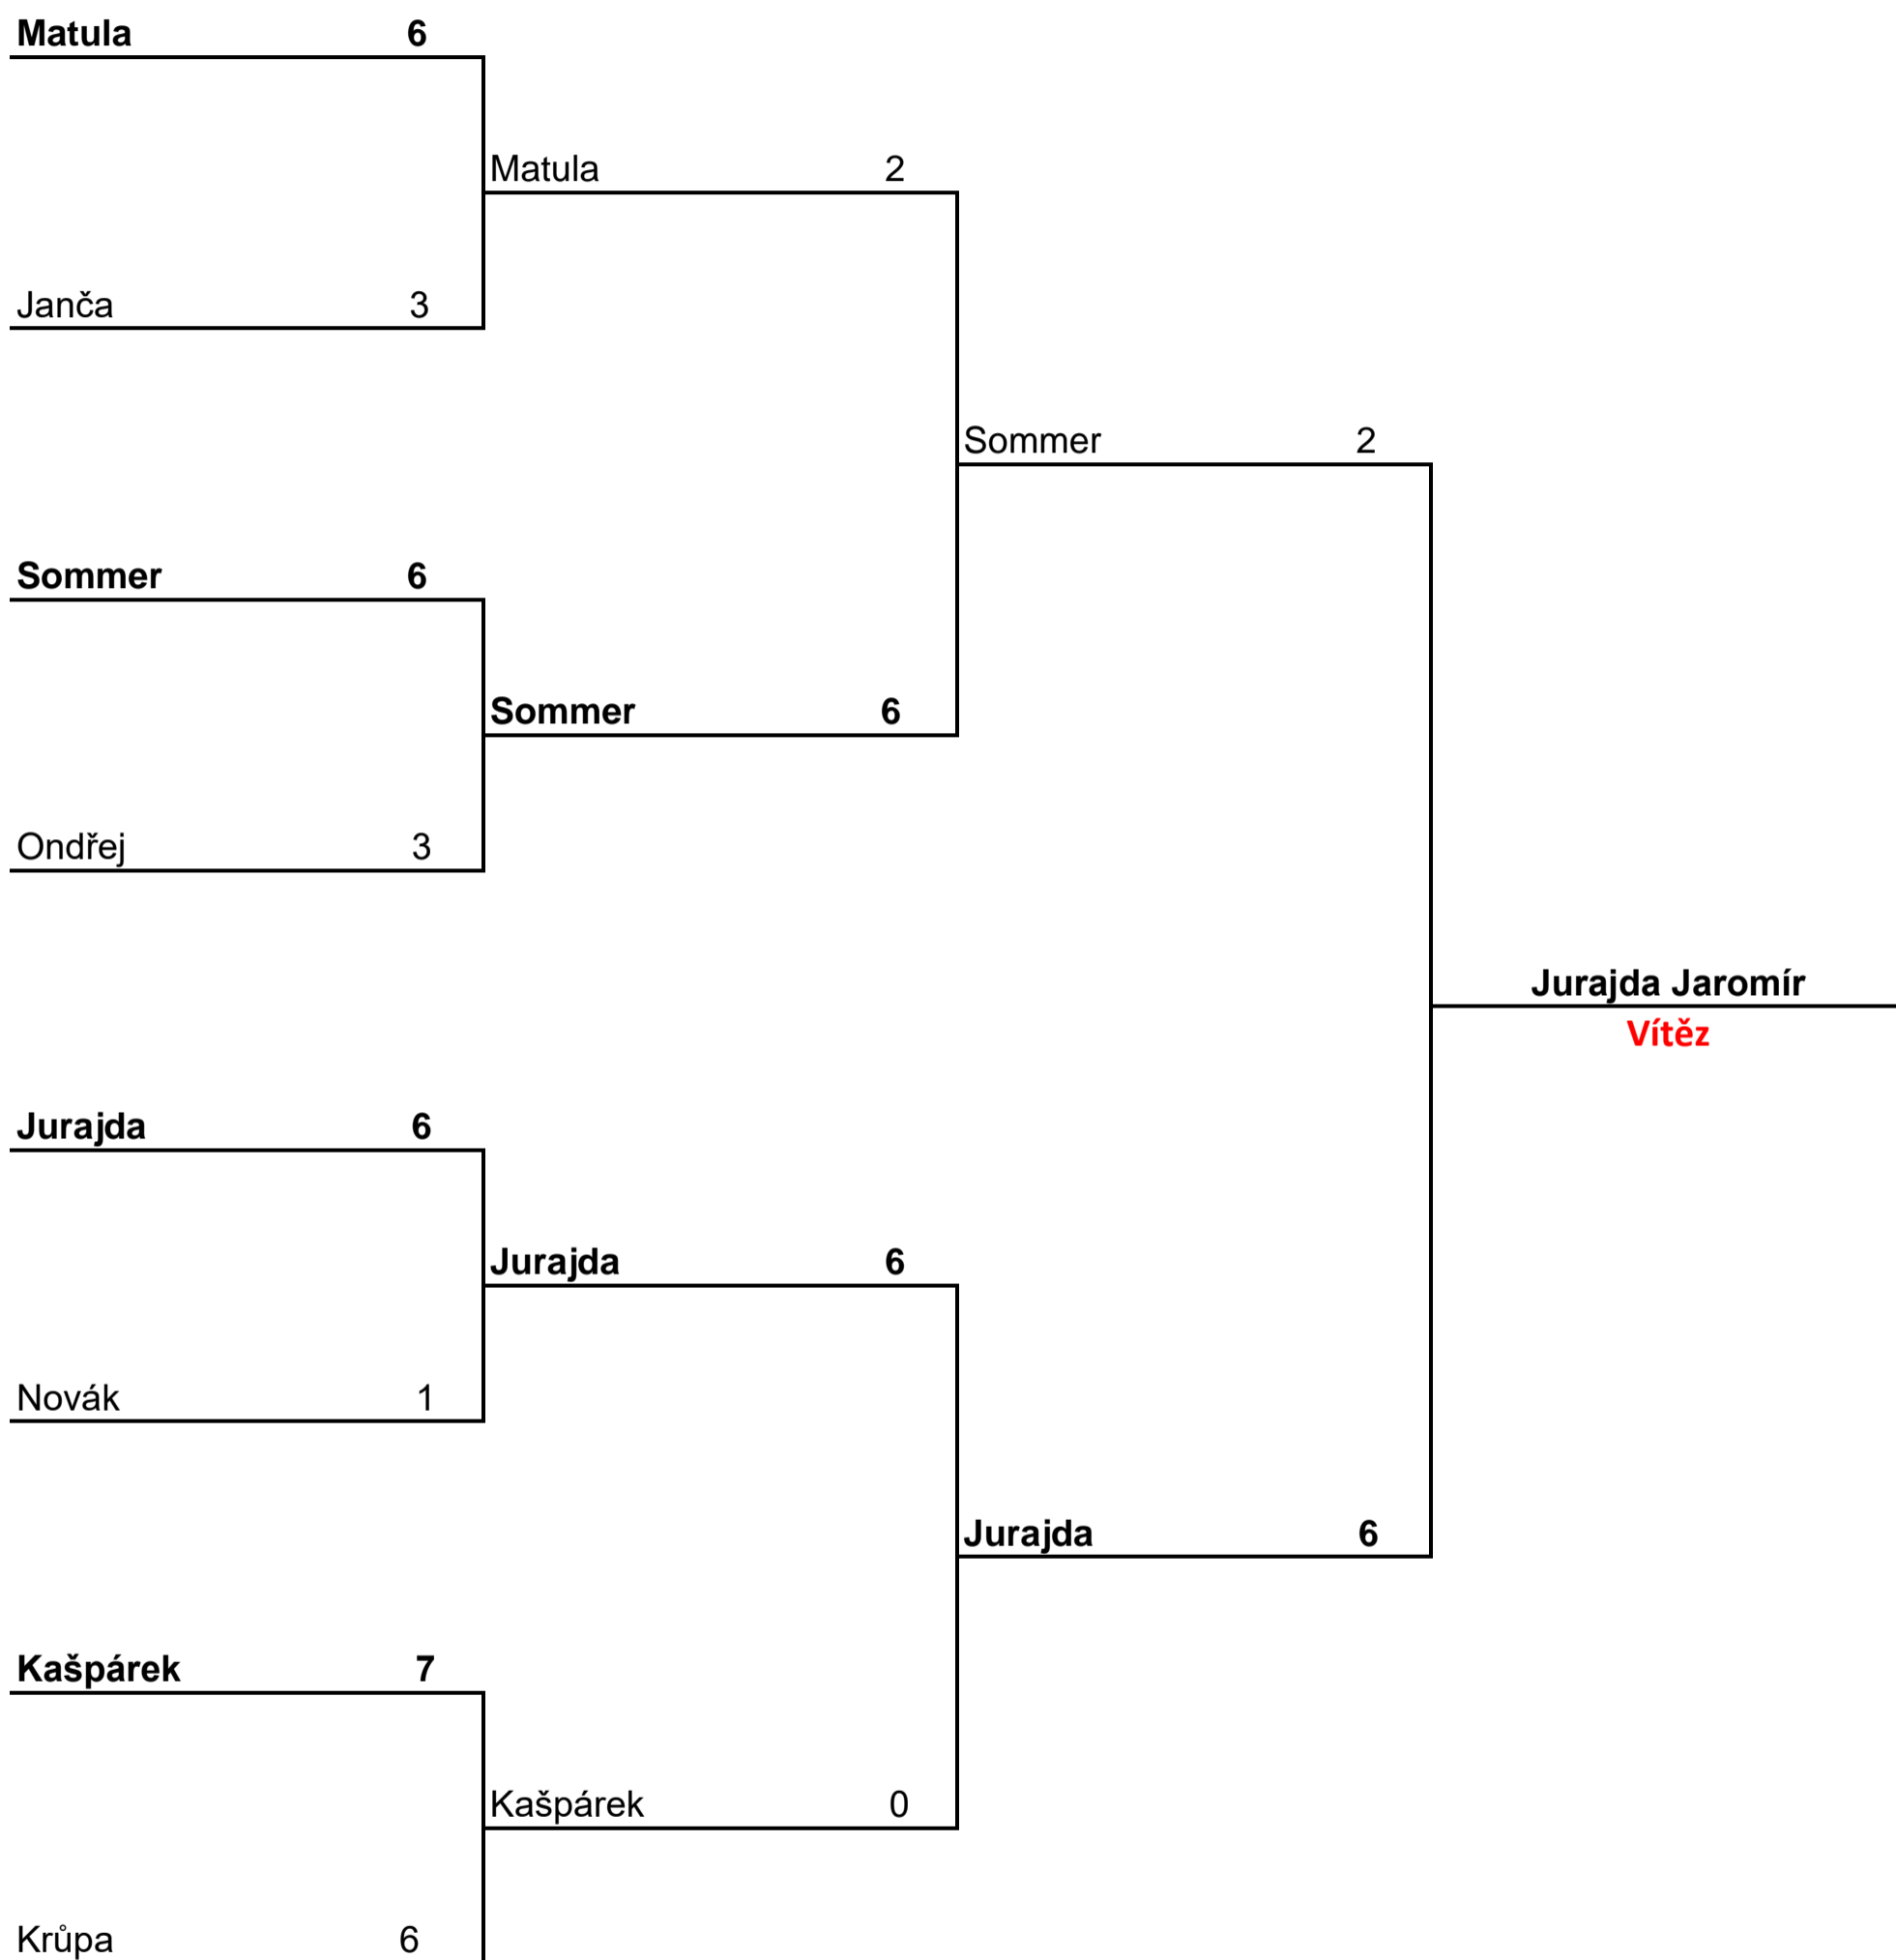 Matula 6
Matula 2
Janča 3
Sommer 2
Sommer 6
Sommer 6
Ondřej 3
Jurajda Jaromír
Vítěz
Jurajda 6
Jurajda 6
Novák 1
Jurajda 6
Kašpárek 7
Kašpárek 0
Krůpa 6